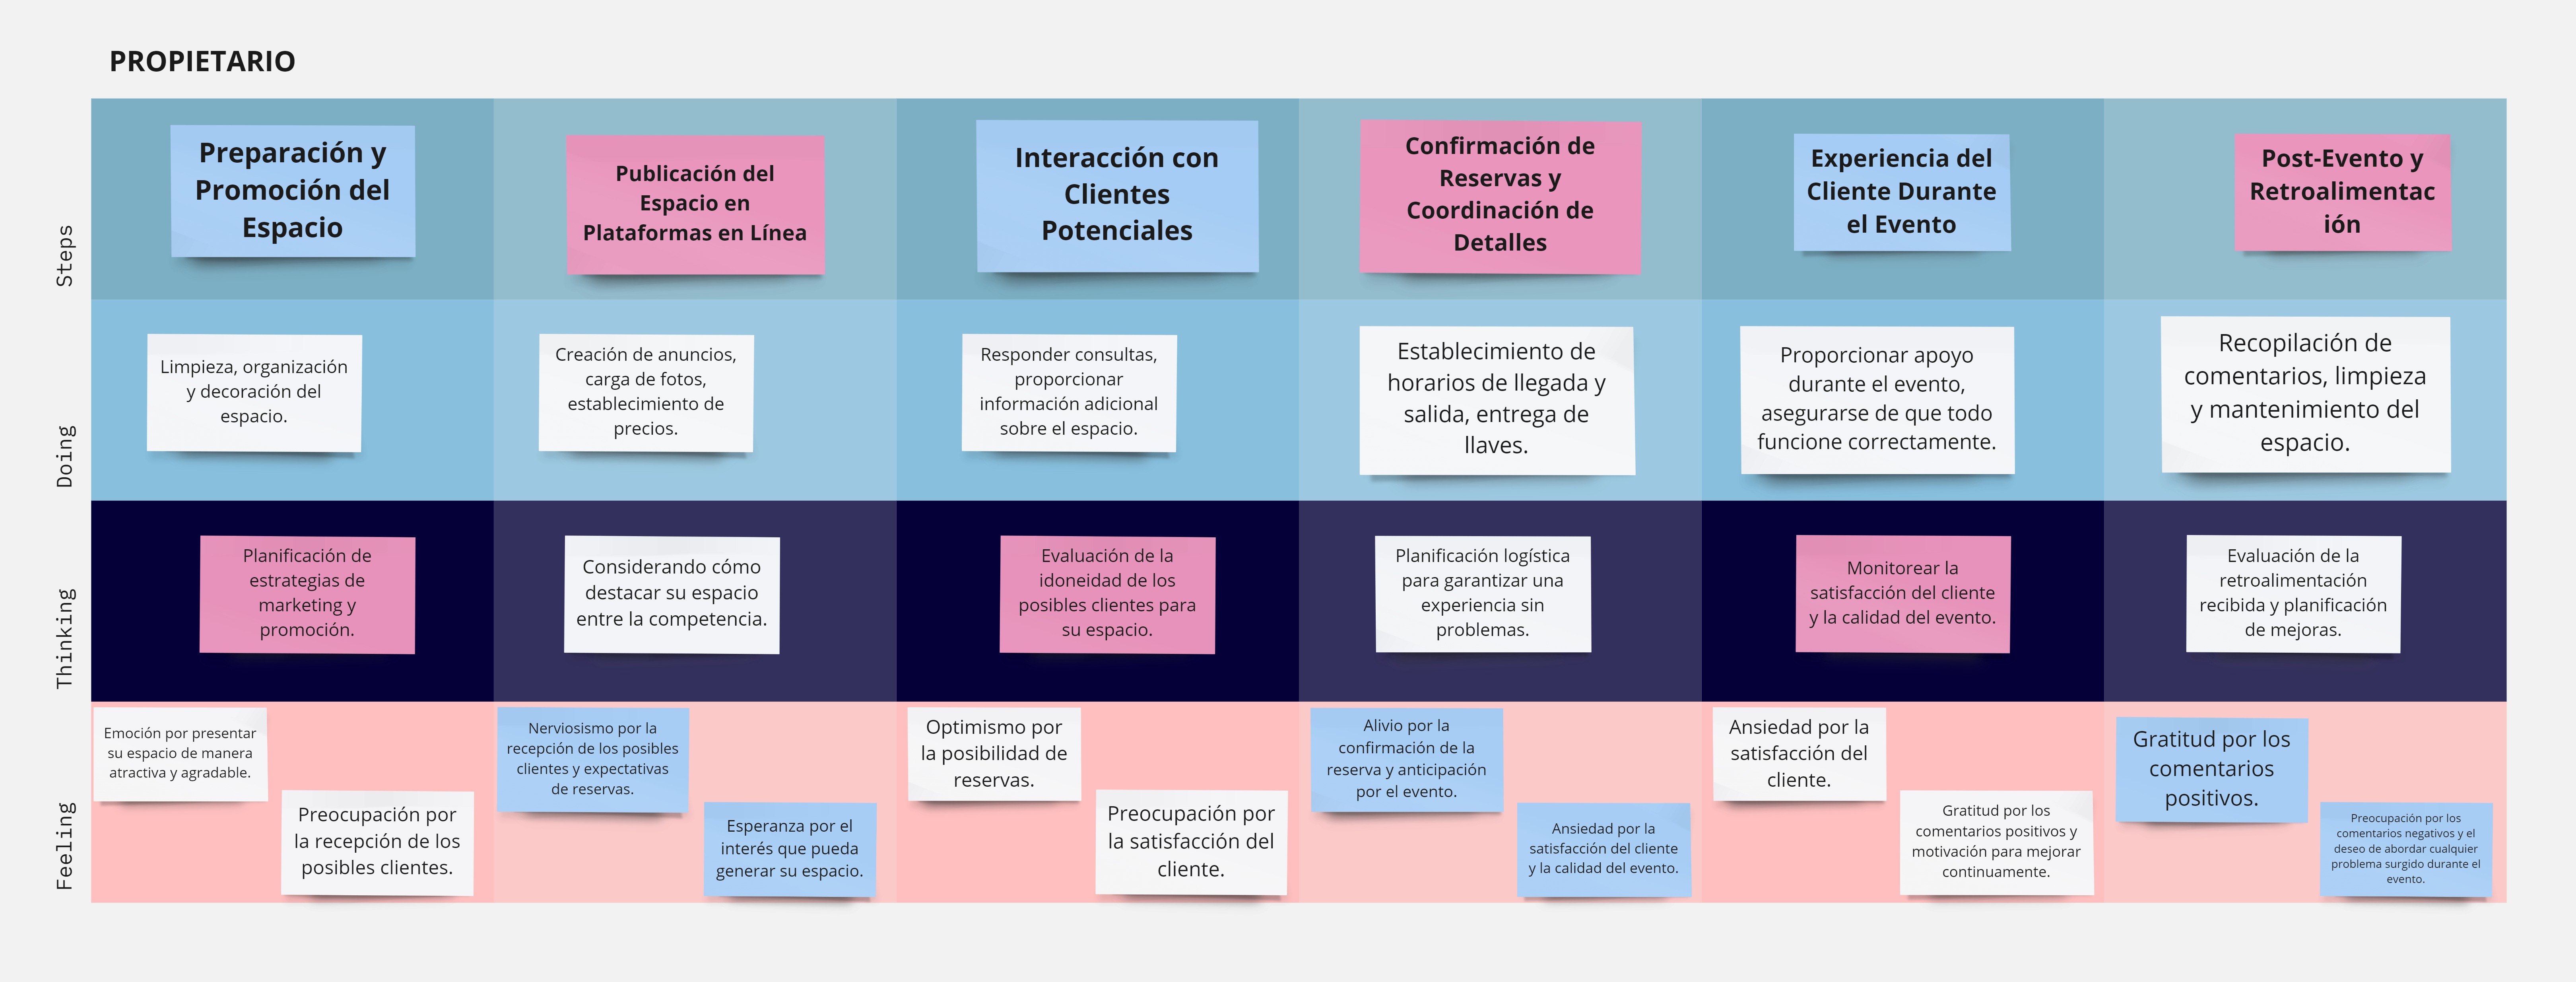 PROPIETARIO
Steps
Preparación y
Promoción del
Espacio
Publicación del
Espacio en
Plataformas en Línea
Interacción con
Clientes
Potenciales
Confirmación de
Reservas y
Coordinación de
Detalles
Experiencia del
Cliente Durante
el Evento
Post-Evento y
Retroalimentac
ión
Doing
Limpieza, organización
y decoración del
espacio.
Creación de anuncios,
carga de fotos,
establecimiento de
precios.
Responder consultas,
proporcionar
información adicional
sobre el espacio.
Establecimiento de
horarios de llegada y
salida, entrega de
llaves.
Proporcionar apoyo
durante el evento,
asegurarse de que todo
funcione correctamente.
Recopilación de
comentarios, limpieza
y mantenimiento del
espacio.
Thinking
Planificación de
estrategias de
marketing y
promoción.
Considerando cómo
destacar su espacio
entre la competencia.
Evaluación de la
idoneidad de los
posibles clientes para
su espacio.
Planificación logística
para garantizar una
experiencia sin
problemas.
Monitorear la
satisfacción del cliente
y la calidad del evento.
Evaluación de la
retroalimentación
recibida y planificación
de mejoras.
Feeling
Emoción por presentar
su espacio de manera
atractiva y agradable.
Preocupación por
la recepción de los
posibles clientes.
Nerviosismo por la
recepción de los posibles
clientes y expectativas
de reservas.
Esperanza por el
interés que pueda
generar su espacio.
Optimismo por
la posibilidad de
reservas.
Preocupación por
la satisfacción del
cliente.
Alivio por la
confirmación de la
reserva y anticipación
por el evento.
Ansiedad por la
satisfacción del cliente
y la calidad del evento.
Ansiedad por la
satisfacción del
cliente.
Gratitud por los
comentarios positivos y
motivación para mejorar
continuamente.
Gratitud por los
comentarios
positivos.
Preocupación por los
comentarios negativos y el
deseo de abordar cualquier
problema surgido durante el
evento.